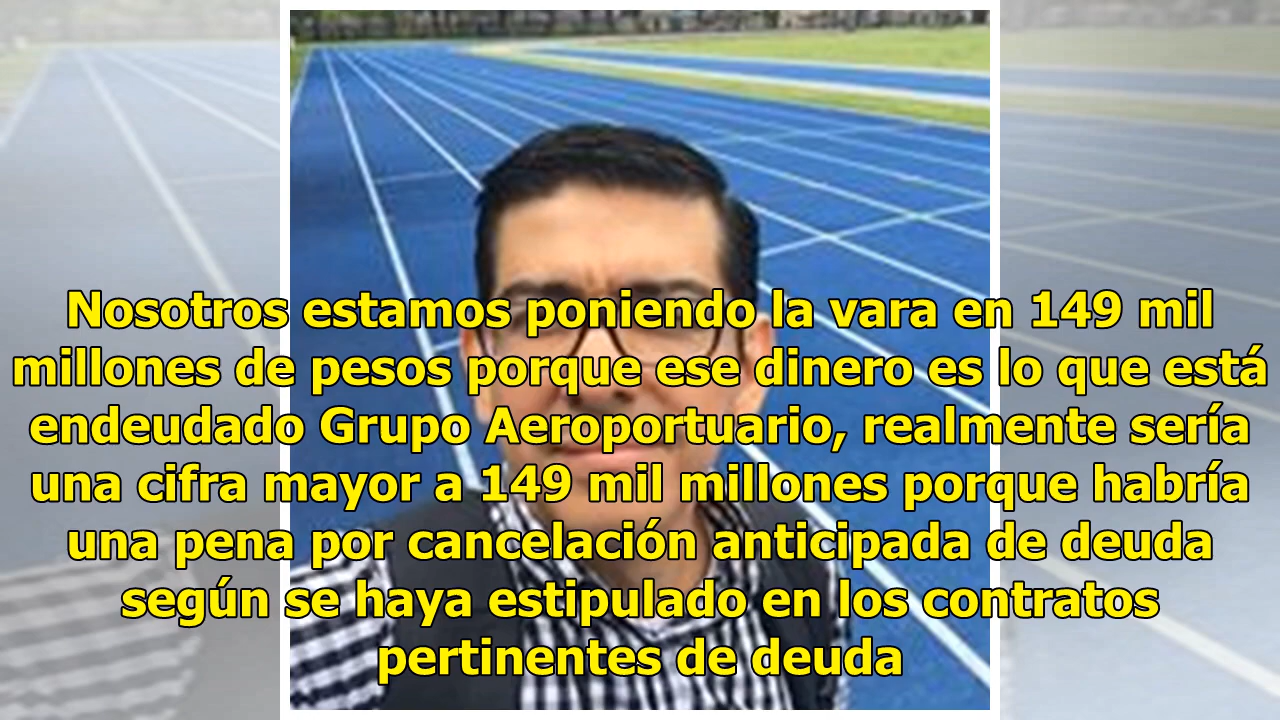 Nosotros estamos poniendo la vara en 149 mil
millones de pesos porque ese dinero es lo que está
endeudado Grupo Aeroportuario, realmente sería
una cifra mayor a 149 mil millones porque habría
una pena por cancelación anticipada de deuda
según se haya estipulado en los contratos
pertinentes de deuda